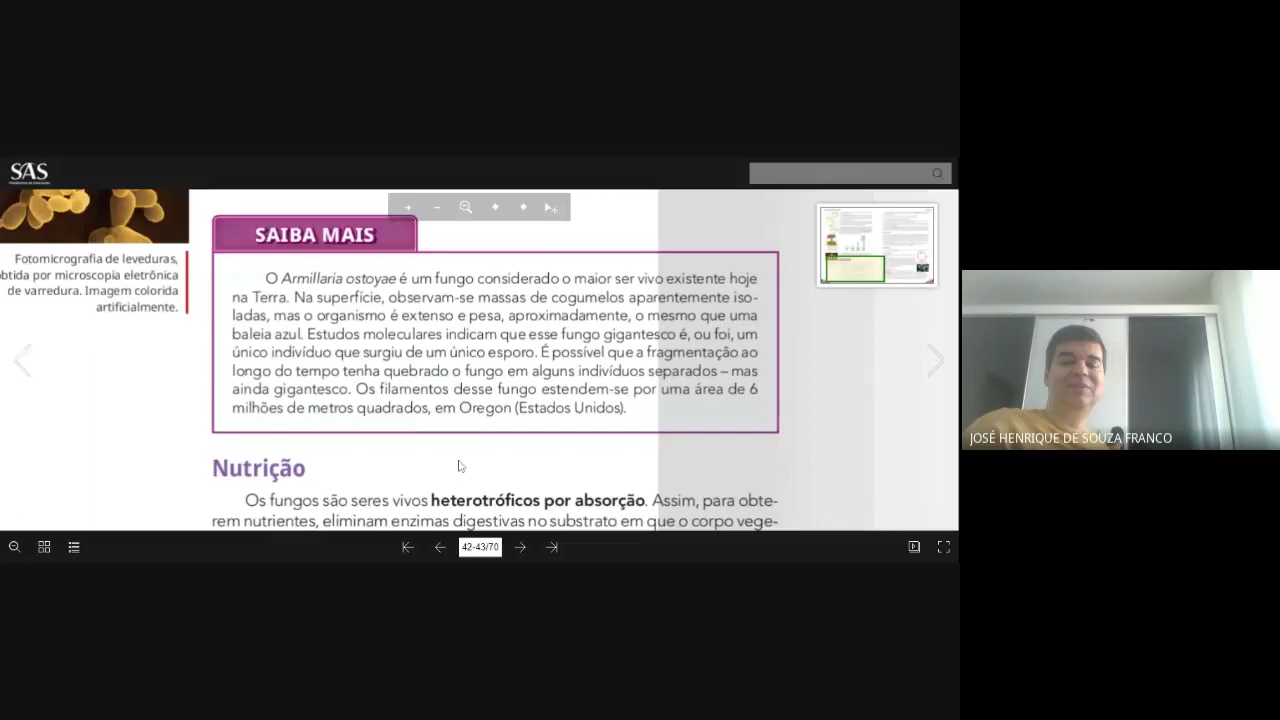 SAS
Fotomicrografia de leveduras,
obtida por microscopia eletrônica
de varredura. Imagem colorida
artificialmente.
SAIBA MAIS
O Armillaria ostoyae é um fungo considerado o maior ser vivo existente hoje
na Terra. Na superfície, observam-se massas de cogumelos aparentemente iso-
ladas, mas o organismo é extenso e pesa, aproximadamente, o mesmo que uma
baleia azul. Estudos moleculares indicam que esse fungo gigantesco é, ou foi, um
único indivíduo que surgiu de um único esporo. É possível que a fragmentação ao
longo do tempo tenha quebrado o fungo em alguns indivíduos separados – mas
ainda gigantesco. Os filamentos desse fungo estendem-se por uma área de 6
milhões de metros quadrados, em Oregon (Estados Unidos).
Nutrição
Os fungos são seres vivos heterotróficos por absorção. Assim, para obte-
rem nutrientes, eliminam enzimas digestivas no substrato em que o corpo vege-
42-43/70
JOSÉ HENRIQUE DE SOUZA FRANCO